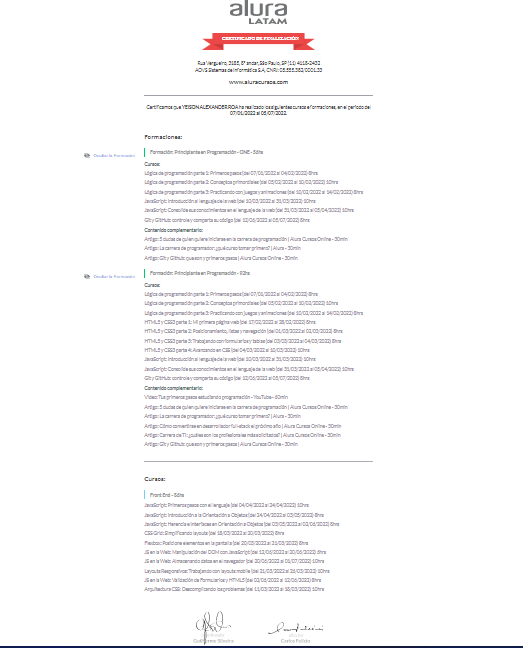 alura
LATAM
CERTIFICADO DE FINALIZACIÓN
Rua Vergueiro, 3185, 8º andar, São Paulo, SP (11) 4118-2432
AOVS Sistemas de Informática S.A, CNPJ: 05.555.382/0001-33
www.aluracursos.com
Certificamos que YEISON ALEXANDER ROA ha realizado las siguientes cursos e formaciones, en el período del
07/01/2022 al 05/07/2022.
Formaciones:
Ocultar la Formación
Formación: Principiante en Programación - ONE - 56hs
Cursos:
Lógica de programación parte 1: Primeros pasos (del 07/01/2022 al 04/02/2022) 8hrs
Lógica de programación parte 2: Conceptos primordiales (del 05/02/2022 al 10/02/2022) 10hrs
Lógica de programación parte 3: Practicando con juegos y animaciones (del 10/02/2022 al 14/02/2022) 8hrs
JavaScript: Introducción al lenguaje de la web (del 10/03/2022 al 31/03/2022) 10hrs
JavaScript: Consolide sus conocimientos en el lenguaje de la web (del 31/03/2022 al 05/04/2022) 10hrs
Git y GitHub: controle y comparta su código (del 12/06/2022 al 05/07/2022) 8hrs
Contenido complementario:
Artigo: 5 dudas de quien quiere iniciarse en la carrera de programación | Alura Cursos Online - 30min
Artigo: La carrera de programador: ¿qué curso tomar primero? | Alura - 30min
Artigo: Git y Github: que son y primeros pasos | Alura Cursos Online - 30min
Ocultar la Formación
Formación: Principiante en Programación - 92hs
Cursos:
Lógica de programación parte 1: Primeros pasos (del 07/01/2022 al 04/02/2022) 8hrs
Lógica de programación parte 2: Conceptos primordiales (del 05/02/2022 al 10/02/2022) 10hrs
Lógica de programación parte 3: Practicando con juegos y animaciones (del 10/02/2022 al 14/02/2022) 8hrs
HTML5 y CSS3 parte 1: Mi primera página web (del 17/02/2022 al 28/02/2022) 8hrs
HTML5 y CSS3 parte 2: Posicionamiento, listas y navegación (del 01/03/2022 al 02/03/2022) 8hrs
HTML5 y CSS3 parte 3: Trabajando con formularios y tablas (del 03/03/2022 al 04/03/2022) 8hrs
HTML5 y CSS3 parte 4: Avanzando en CSS (del 04/03/2022 al 10/03/2022) 10hrs
JavaScript: Introducción al lenguaje de la web (del 10/03/2022 al 31/03/2022) 10hrs
JavaScript: Consolide sus conocimientos en el lenguaje de la web (del 31/03/2022 al 05/04/2022) 10hrs
Git y GitHub: controle y comparta su código (del 12/06/2022 al 05/07/2022) 8hrs
Contenido complementario:
Video: Tus primeros pasos estudiando programación - YouTube - 60min
Artigo: 5 dudas de quien quiere iniciarse en la carrera de programación | Alura Cursos Online - 30min
Artigo: La carrera de programador: ¿qué curso tomar primero? | Alura - 30min
Artigo: Cómo convertirse en desarrollador full-stack el próximo año | Alura Cursos Online - 30min
Artigo: Carrera de TI: ¿cuáles son los profesionales más solicitados? | Alura Cursos Online - 30min
Artigo: Git y Github: que son y primeros pasos | Alura Cursos Online - 30min
Cursos:
Front End - 86hs
JavaScript: Primeros pasos con el lenguaje (del 04/04/2022 al 24/04/2022) 10hrs
JavaScript: Introducción a la Orientación a Objetos (del 24/04/2022 al 03/05/2022) 8hrs
JavaScript: Herencia e Interfaces en Orientación a Objetos (del 03/05/2022 al 02/06/2022) 8hrs
CSS Grid: Simplificando layouts (del 18/05/2022 al 20/05/2022) 8hrs
Flexbox: Posicione elementos en la pantalla (del 20/05/2022 al 21/05/2022) 8hrs
JS en la Web: Manipulación del DOM con JavaScript (del 12/06/2022 al 20/06/2022) 8hrs
JS en la Web: Almacenando datos en el navegador (del 20/06/2022 al 01/07/2022) 10hrs
Layouts Responsivos: Trabajando con layouts mobile (del 21/05/2022 al 25/05/2022) 10hrs
JS en la Web: Validación de Formularios y HTML5 (del 02/06/2022 al 12/06/2022) 8hrs
Arquitectura CSS: Descomplicando los problemas (del 11/05/2022 al 18/05/2022) 10hrs
Guilherme Silveira
Carlos Felício